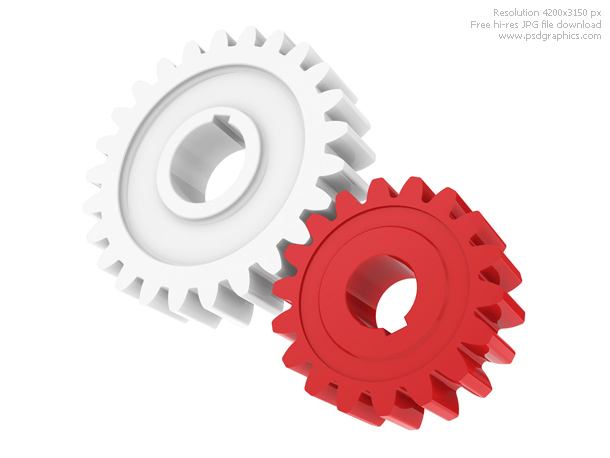 Resolution 4200x3150 px
Free hi-res JPG file download
www.psdgraphics.com